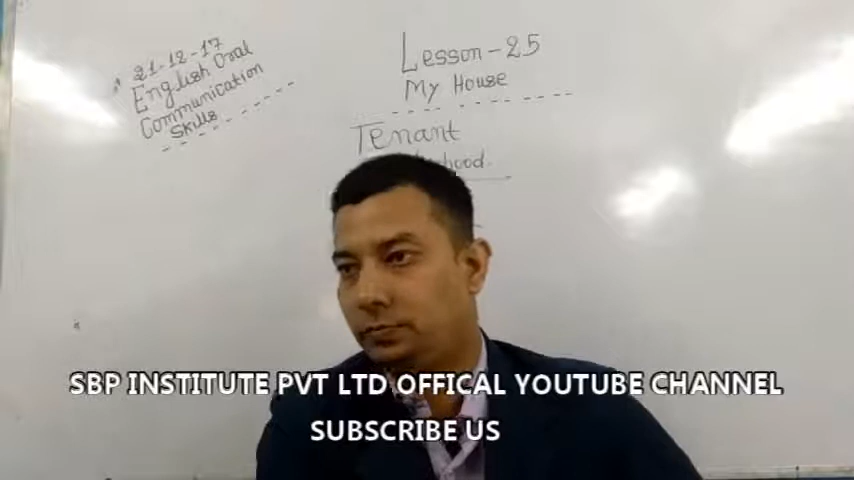 21-12-17
English Oral
Communication
Skills
Lesson-25
My House
Tenant
SBP INSTITUTE PVT LTD OFFICAL YOUTUBE CHANNEL
SUBSCRIBE US